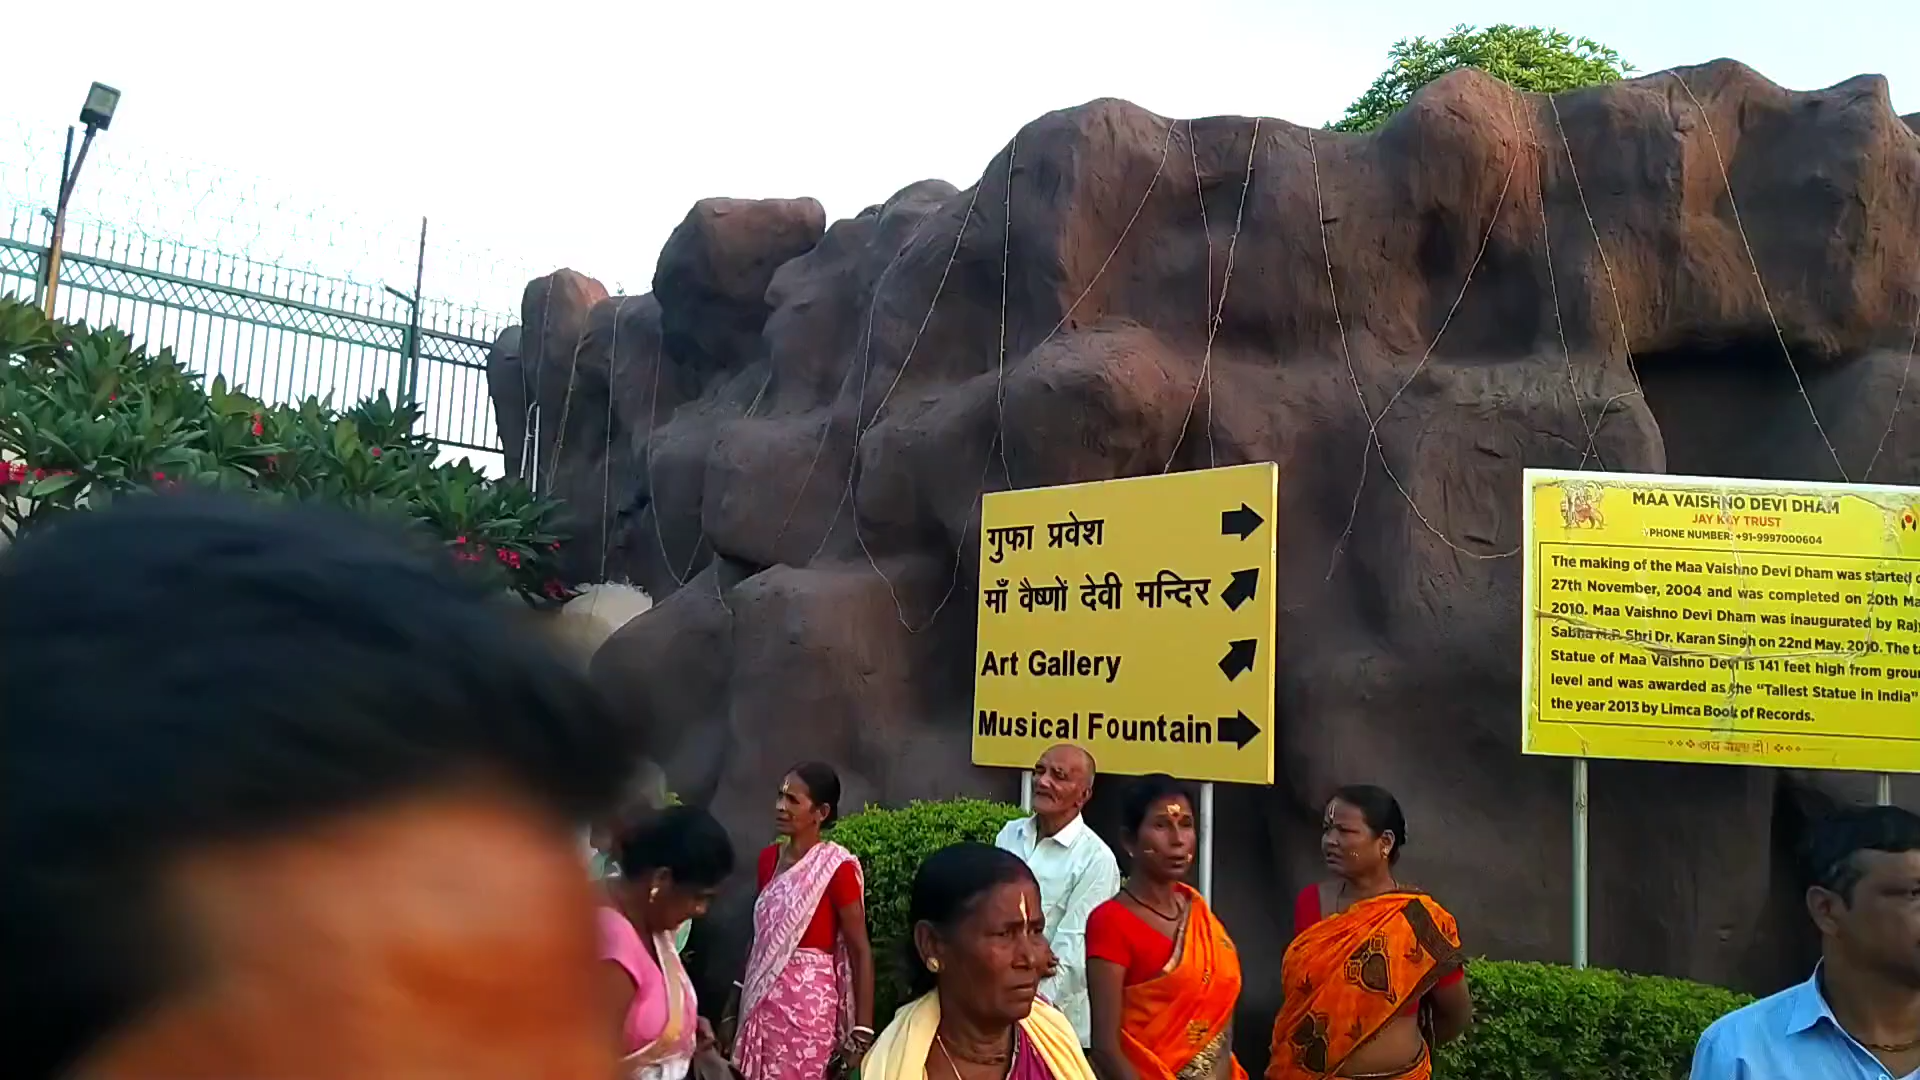 गुफा प्रवेश
माँ वैष्णों देवी मन्दिर
Art Gallery
Musical Fountain
MAA VAISHNO DEVI DHAM
JAY KAY TRUST
PHONE NUMBER: +91-9997000604
The making of the Maa Vaishno Devi Dham was started
27th November, 2004 and was completed on 20th
2010. Maa Vaishno Devi Dham was inaugurated by
Sabha M.P. Shri Dr. Karan Singh on 22nd May, 2010. The
Statue of Maa Vaishno Devi is 141 feet high from
level and was awarded as the "Tallest Statue in India"
the year 2013 by Limca Book of Records.
जय माता दी!